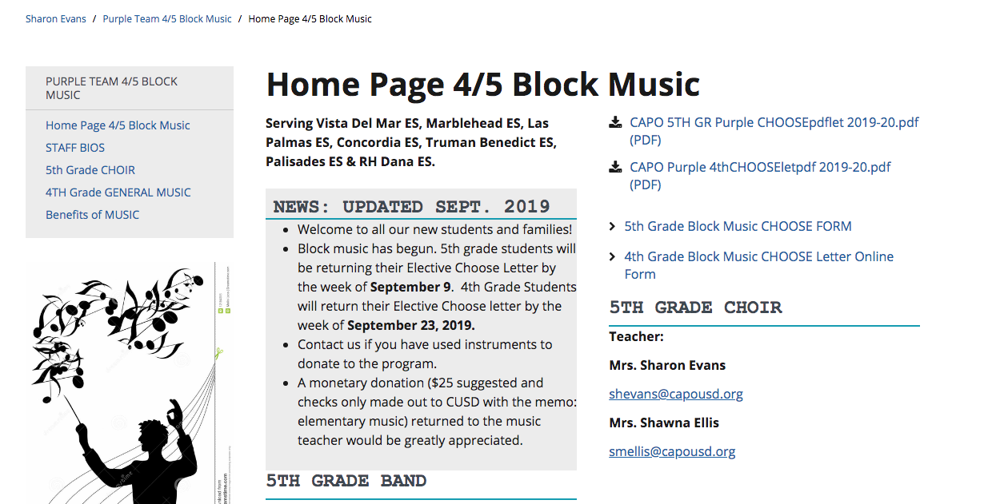 Sharon Evans / Purple Team 4/5 Block Music / Home Page 4/5 Block Music
PURPLE TEAM 4/5 BLOCK
MUSIC
Home Page 4/5 Block Music
STAFF BIOS
5th Grade CHOIR
4TH Grade GENERAL MUSIC
Benefits of MUSIC
Home Page 4/5 Block Music
Serving Vista Del Mar ES, Marblehead ES, Las
Palmas ES, Concordia ES, Truman Benedict ES,
Palisades ES & RH Dana ES.
NEWS: UPDATED SEPT. 2019
• Welcome to all our new students and families!
• Block music has begun. 5th grade students will
be returning their Elective Choose Letter by
the week of September 9. 4th Grade Students
will return their Elective Choose letter by the
week of September 23, 2019.
• Contact us if you have used instruments to
donate to the program.
• A monetary donation ($25 suggested and
checks only made out to CUSD with the memo:
elementary music) returned to the music
teacher would be greatly appreciated.
5TH GRADE BAND
CAPO 5TH GR Purple CHOOSEpdflet 2019-20.pdf
(PDF)
CAPO Purple 4thCHOOSEletpdf 2019-20.pdf
(PDF)
5th Grade Block Music CHOOSE FORM
4th Grade Block Music CHOOSE Letter Online
Form
5TH GRADE CHOIR
Teacher:
Mrs. Sharon Evans
shevans@capousd.org
Mrs. Shawna Ellis
smellis@capousd.org